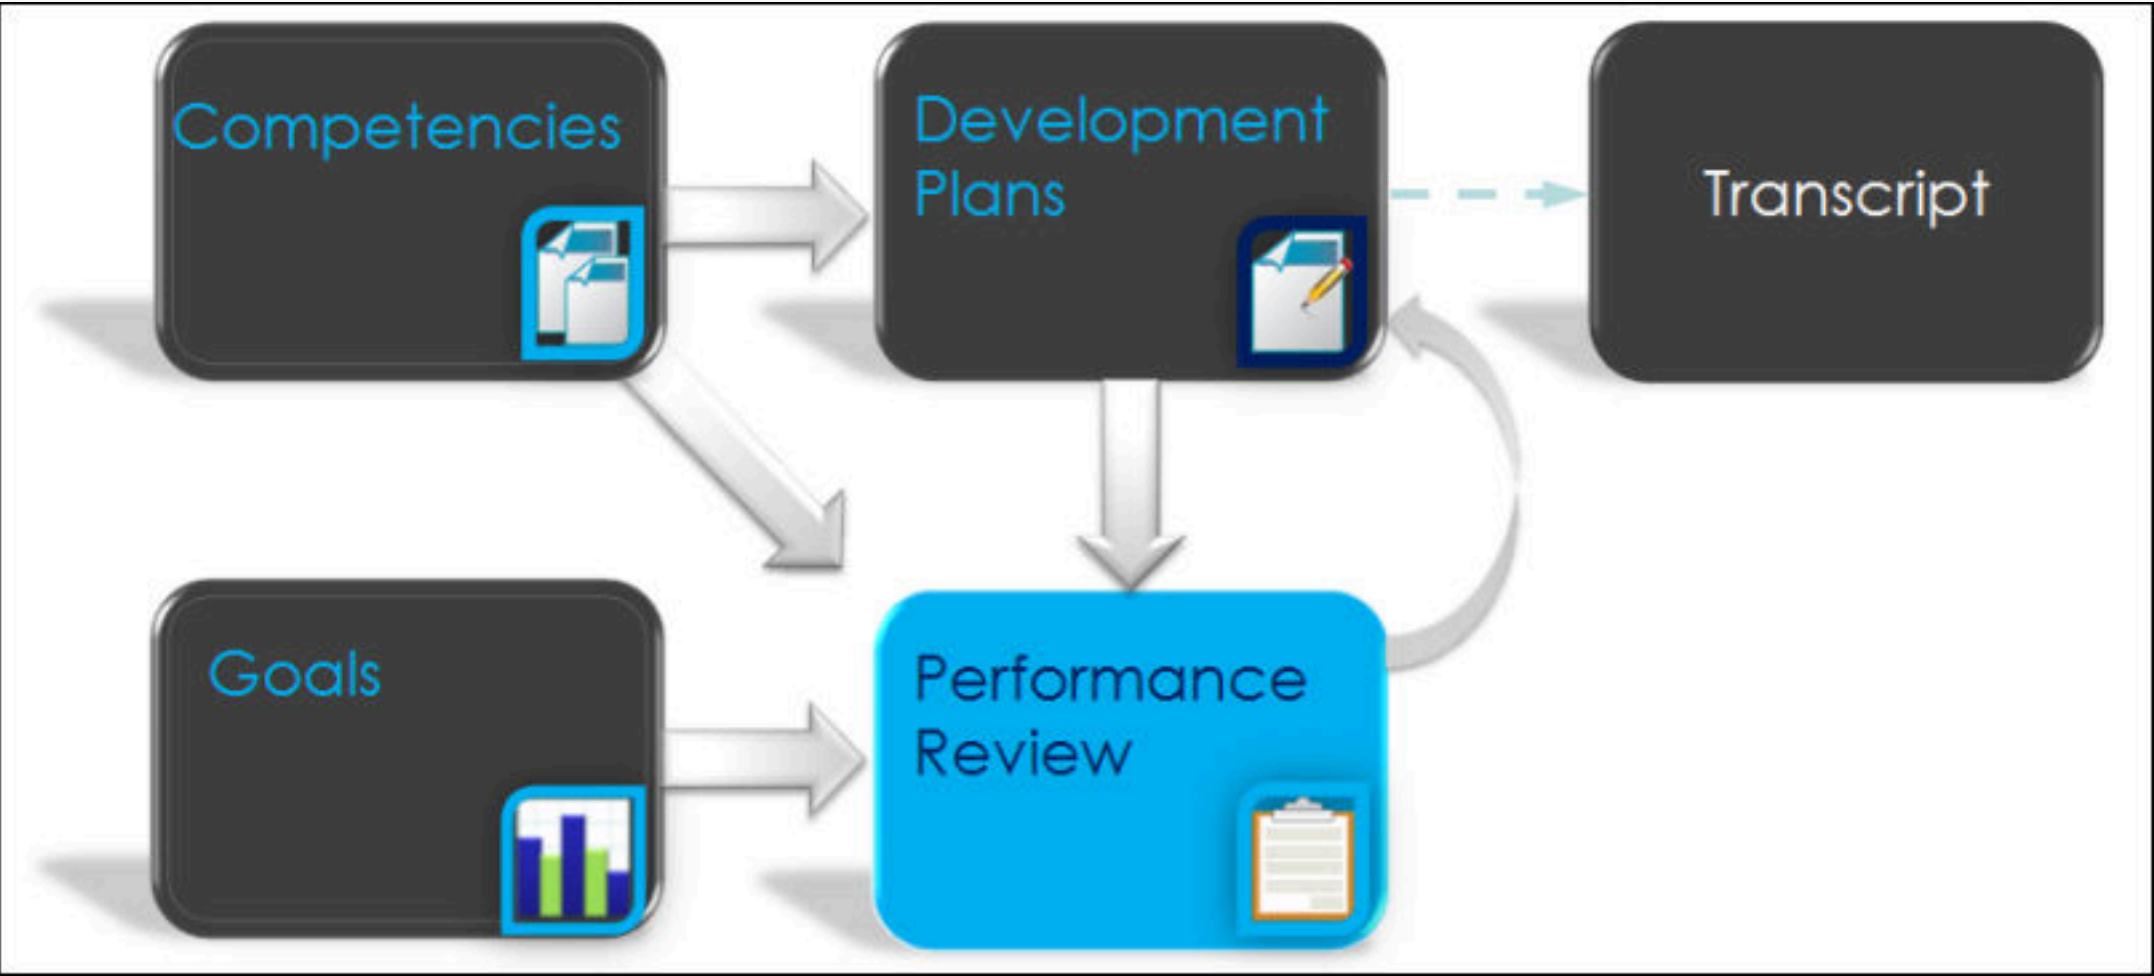 Competencies
Development
Plans
Transcript
Goals
Performance
Review